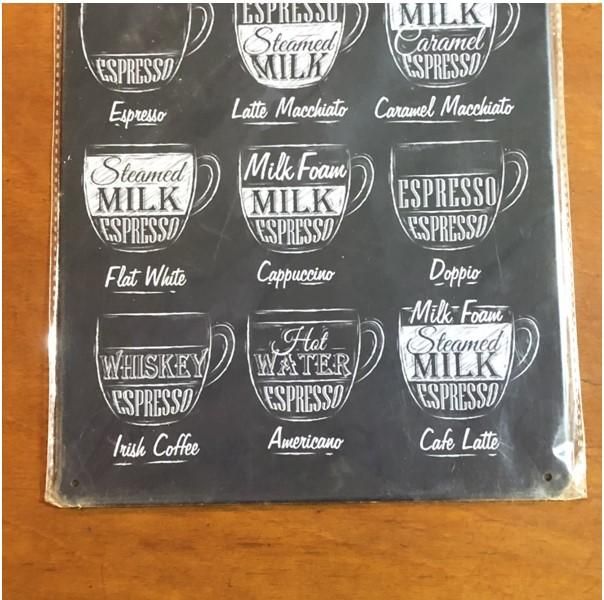 ESPRESSO
Espresso
ESPRESSO
Steamed
MILK
Latte Macchiato
MILK
Caramel
ESPRESSO
Caramel Macchiato
Steamed
MILK
ESPRESSO
Flat White
Milk Foam
MILK
ESPRESSO
Cappuccino
ESPRESSO
ESPRESSO
Doppio
WHISKEY
ESPRESSO
Irish Coffee
Hot
WATER
ESPRESSO
Americano
Milk Foam
Steamed
MILK
ESPRESSO
Cafe Latte